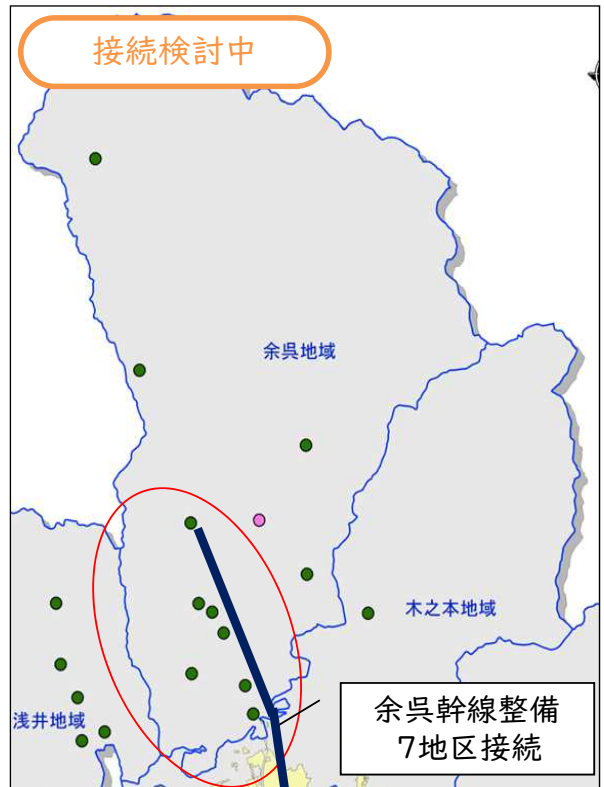 接続検討中
余呉地域
木之本地域
浅井地域
余呉幹線整備
7地区接続